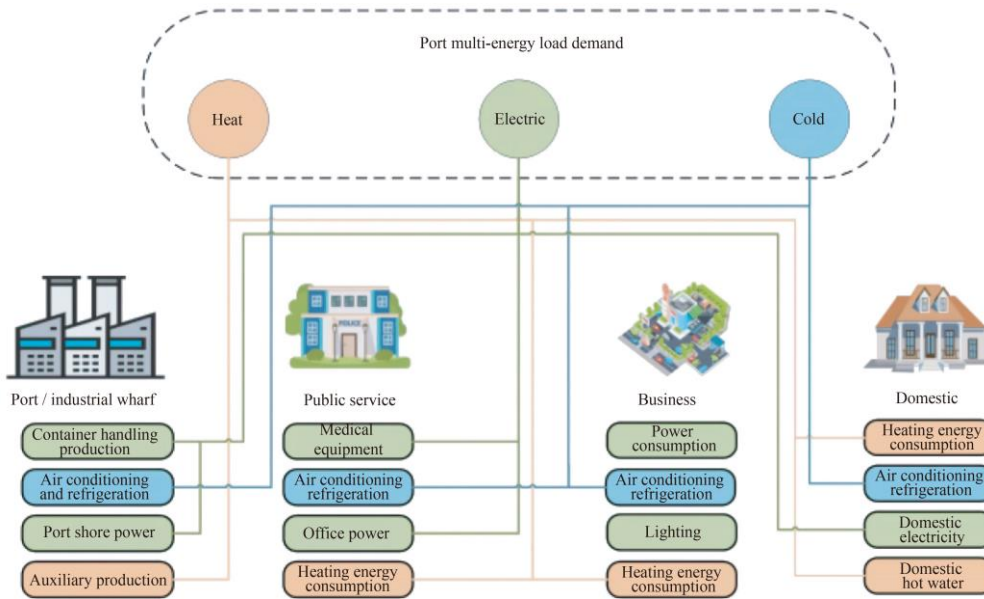 Port multi-energy load demand
Heat
Electric
Cold
POLICE
Port / industrial wharf
Public service
Business
Domestic
Container handling
production
Air conditioning
and refrigeration
Port shore power
Auxiliary production
Medical
equipment
Air conditioning
refrigeration
Office power
Heating energy
consumption
Power
consumption
Air conditioning
refrigeration
Lighting
Heating energy
consumption
Heating energy
consumption
Air conditioning
refrigeration
Domestic
electricity
Domestic
hot water